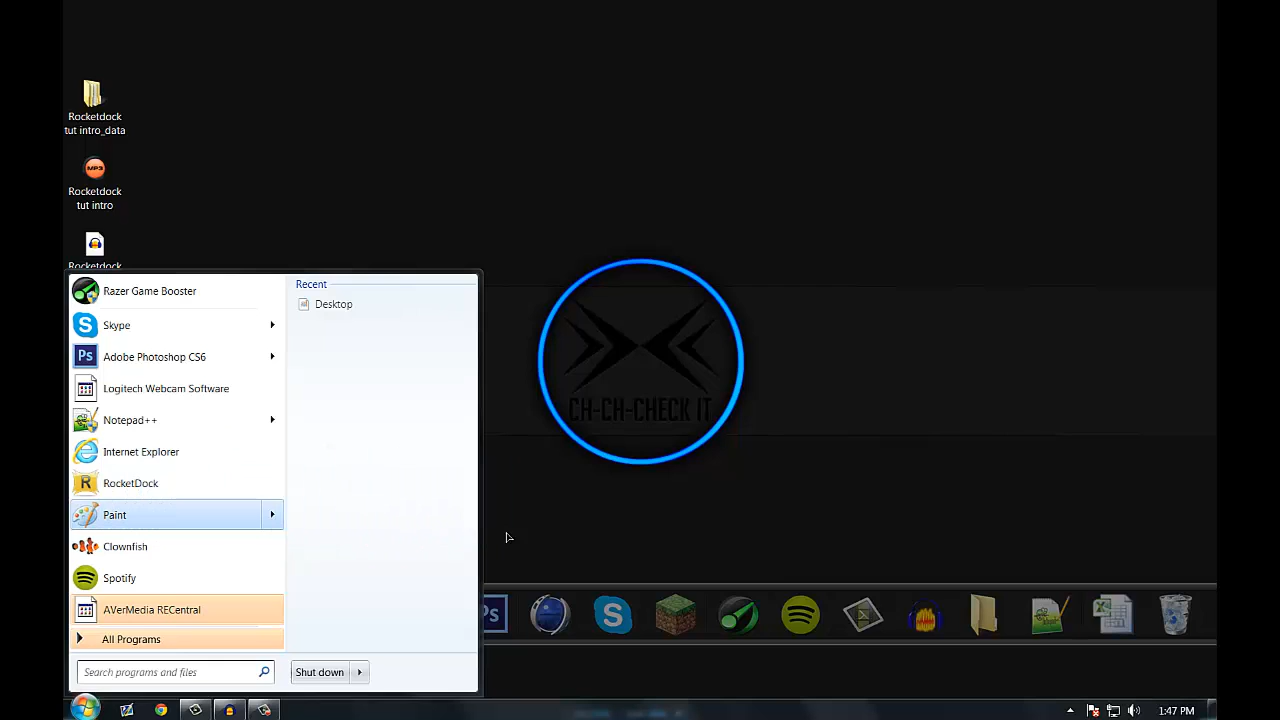 Rocketdock
tut intro_data
MP3
Rocketdock
tut intro
Rocketdock
Razer Game Booster
Skype
Adobe Photoshop CS6
Logitech Webcam Software
Notepad++
Internet Explorer
RocketDock
Paint
Clownfish
Spotify
AVerMedia RECentral
All Programs
Search programs and files
Recent
Desktop
Shut down
CH-CH-CHECK IT
1:47 PM